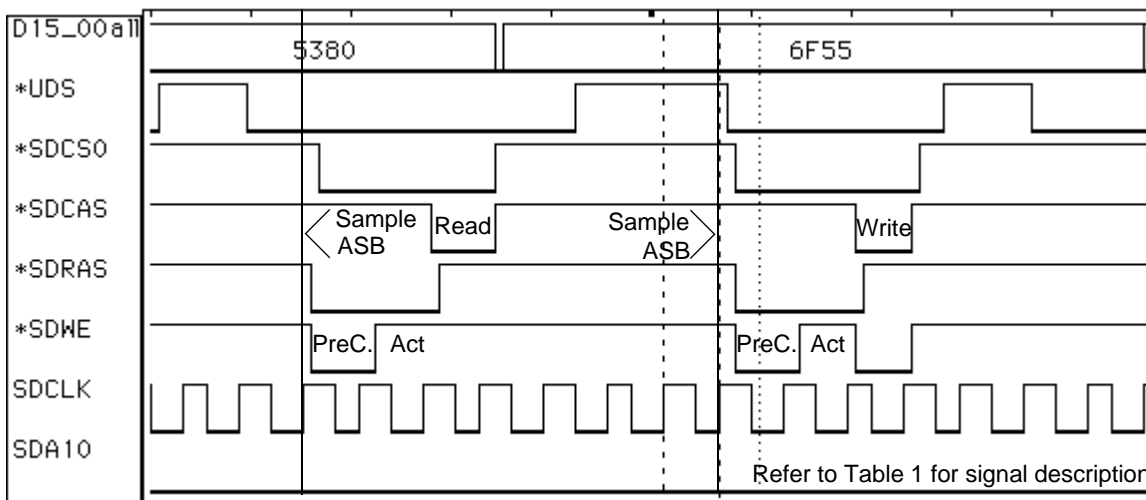 D15_00all
5380
6F55
*UDS
*SDCS0
*SDCAS
Sample
ASB
Read
Sample
ASB
Write
*SDRAS
*SDWE
PreC.
Act
PreC.
Act
SDCLK
SDA10
Refer to Table 1 for signal description